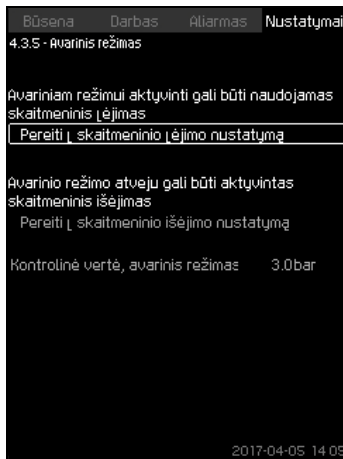 Būsena Darbas Aliarmas Nustatymai
4.3.5 - Avarinis režimas
Avariniam režimui aktyvinti gali būti naudojamas
skaitmeninis įėjimas
Pereiti į skaitmeninio įėjimo nustatymą
Avarinio režimo atveju gali būti aktyvintas
skaitmeninis išėjimas
Pereiti į skaitmeninio išėjimo nustatymą
Kontrolinė vertė, avarinis režimas 3.0bar
2017-04-05 14:05